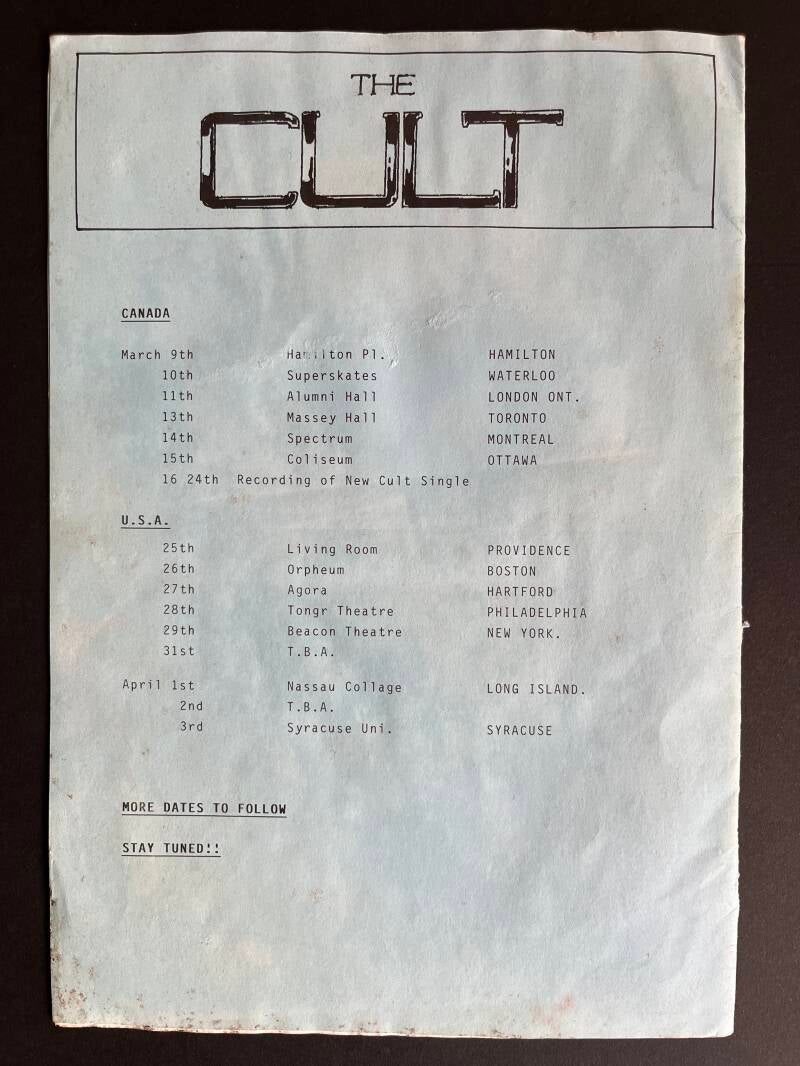 THE
CULT
CANADA
March 9th Hamilton Pl. HAMILTON
10th Superskates WATERLOO
11th Alumni Hall LONDON ONT.
13th Massey Hall TORONTO
14th Spectrum MONTREAL
15th Coliseum OTTAWA
16 24th Recording of New Cult Single
U.S.A.
25th Living Room PROVIDENCE
26th Orpheum BOSTON
27th Agora HARTFORD
28th Tongr Theatre PHILADELPHIA
29th Beacon Theatre NEW YORK.
31st T.B.A.
April 1st Nassau Collage LONG ISLAND.
2nd T.B.A.
3rd Syracuse Uni. SYRACUSE
MORE DATES TO FOLLOW
STAY TUNED!!